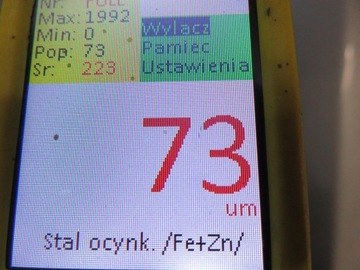 Max: 1992
Min: 0
Pop: 73
Sr: 223
Wylacz
Pamiec
Ustawienia
73
um
Stal ocynk. /Fe+Zn/